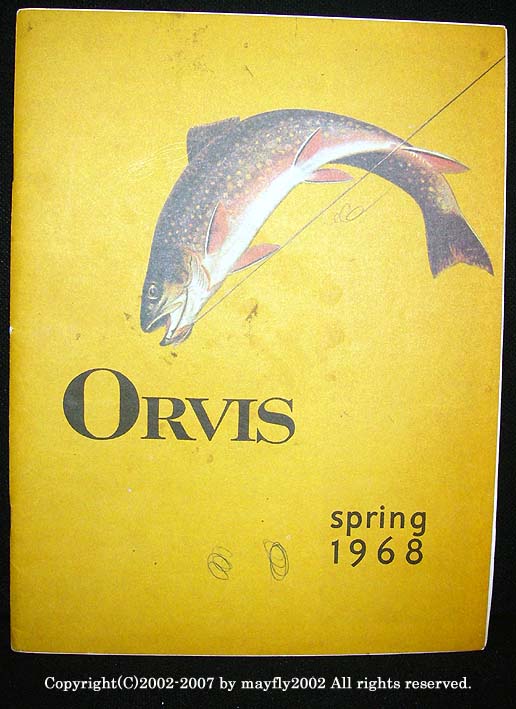 ORVIS
spring
1968
Copyright(C)2002-2007 by mayfly2002 All rights reserved.